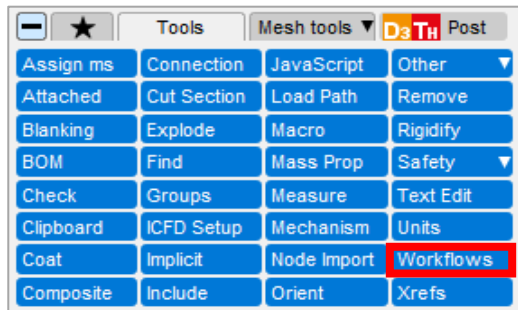 Tools Mesh tools D3 TH Post
Assign ms Connection JavaScript Other
Attached Cut Section Load Path Remove
Blanking Explode Macro Rigidify
BOM Find Mass Prop Safety
Check Groups Measure Text Edit
Clipboard ICFD Setup Mechanism Units
Coat Implicit Node Import Workflows
Composite Include Orient Xrefs